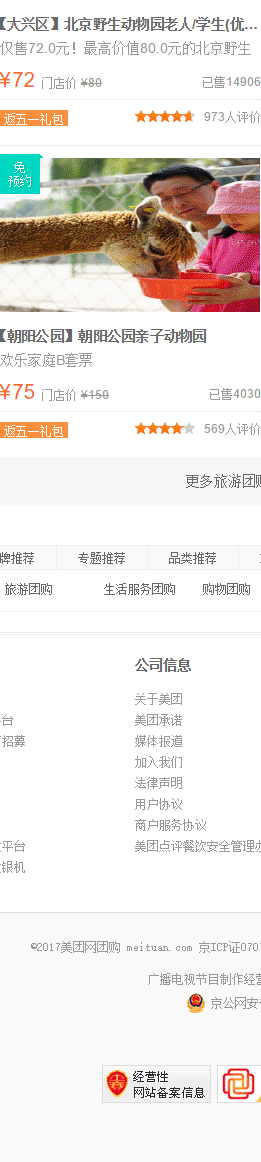 【大兴区】北京野生动物园老人/学生(优...
仅售72.0元！最高价值80.0元的北京野生
¥72 门店价 ¥80 已售14906
返五一礼包 973人评价
免
预约
【朝阳公园】朝阳公园亲子动物园
欢乐家庭B套票
¥75 门店价 ¥150 已售4030
返五一礼包 569人评价
更多旅游团购
牌推荐 专题推荐 品类推荐
旅游团购 生活服务团购 购物团购
公司信息
关于美团
台 美团承诺
招募 媒体报道
加入我们
法律声明
用户协议
商户服务协议
平台 美团点评餐饮安全管理办
银机
©2017美团网团购 meituan.com 京ICP证070
广播电视节目制作经营
京公网安
经营性
网站备案信息